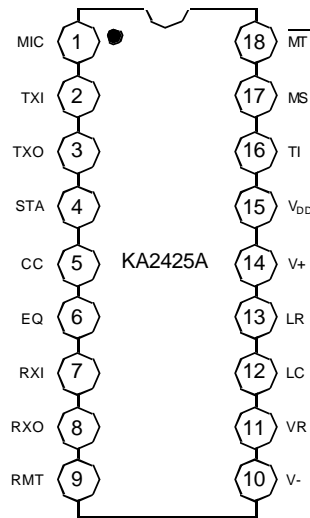 MIC 1 18 M̅T̅
TXI 2 17 MS
TXO 3 16 TI
STA 4 15 VDD
CC 5 KA2425A 14 V+
EQ 6 13 LR
RXI 7 12 LC
RXO 8 11 VR
RMT 9 10 V-